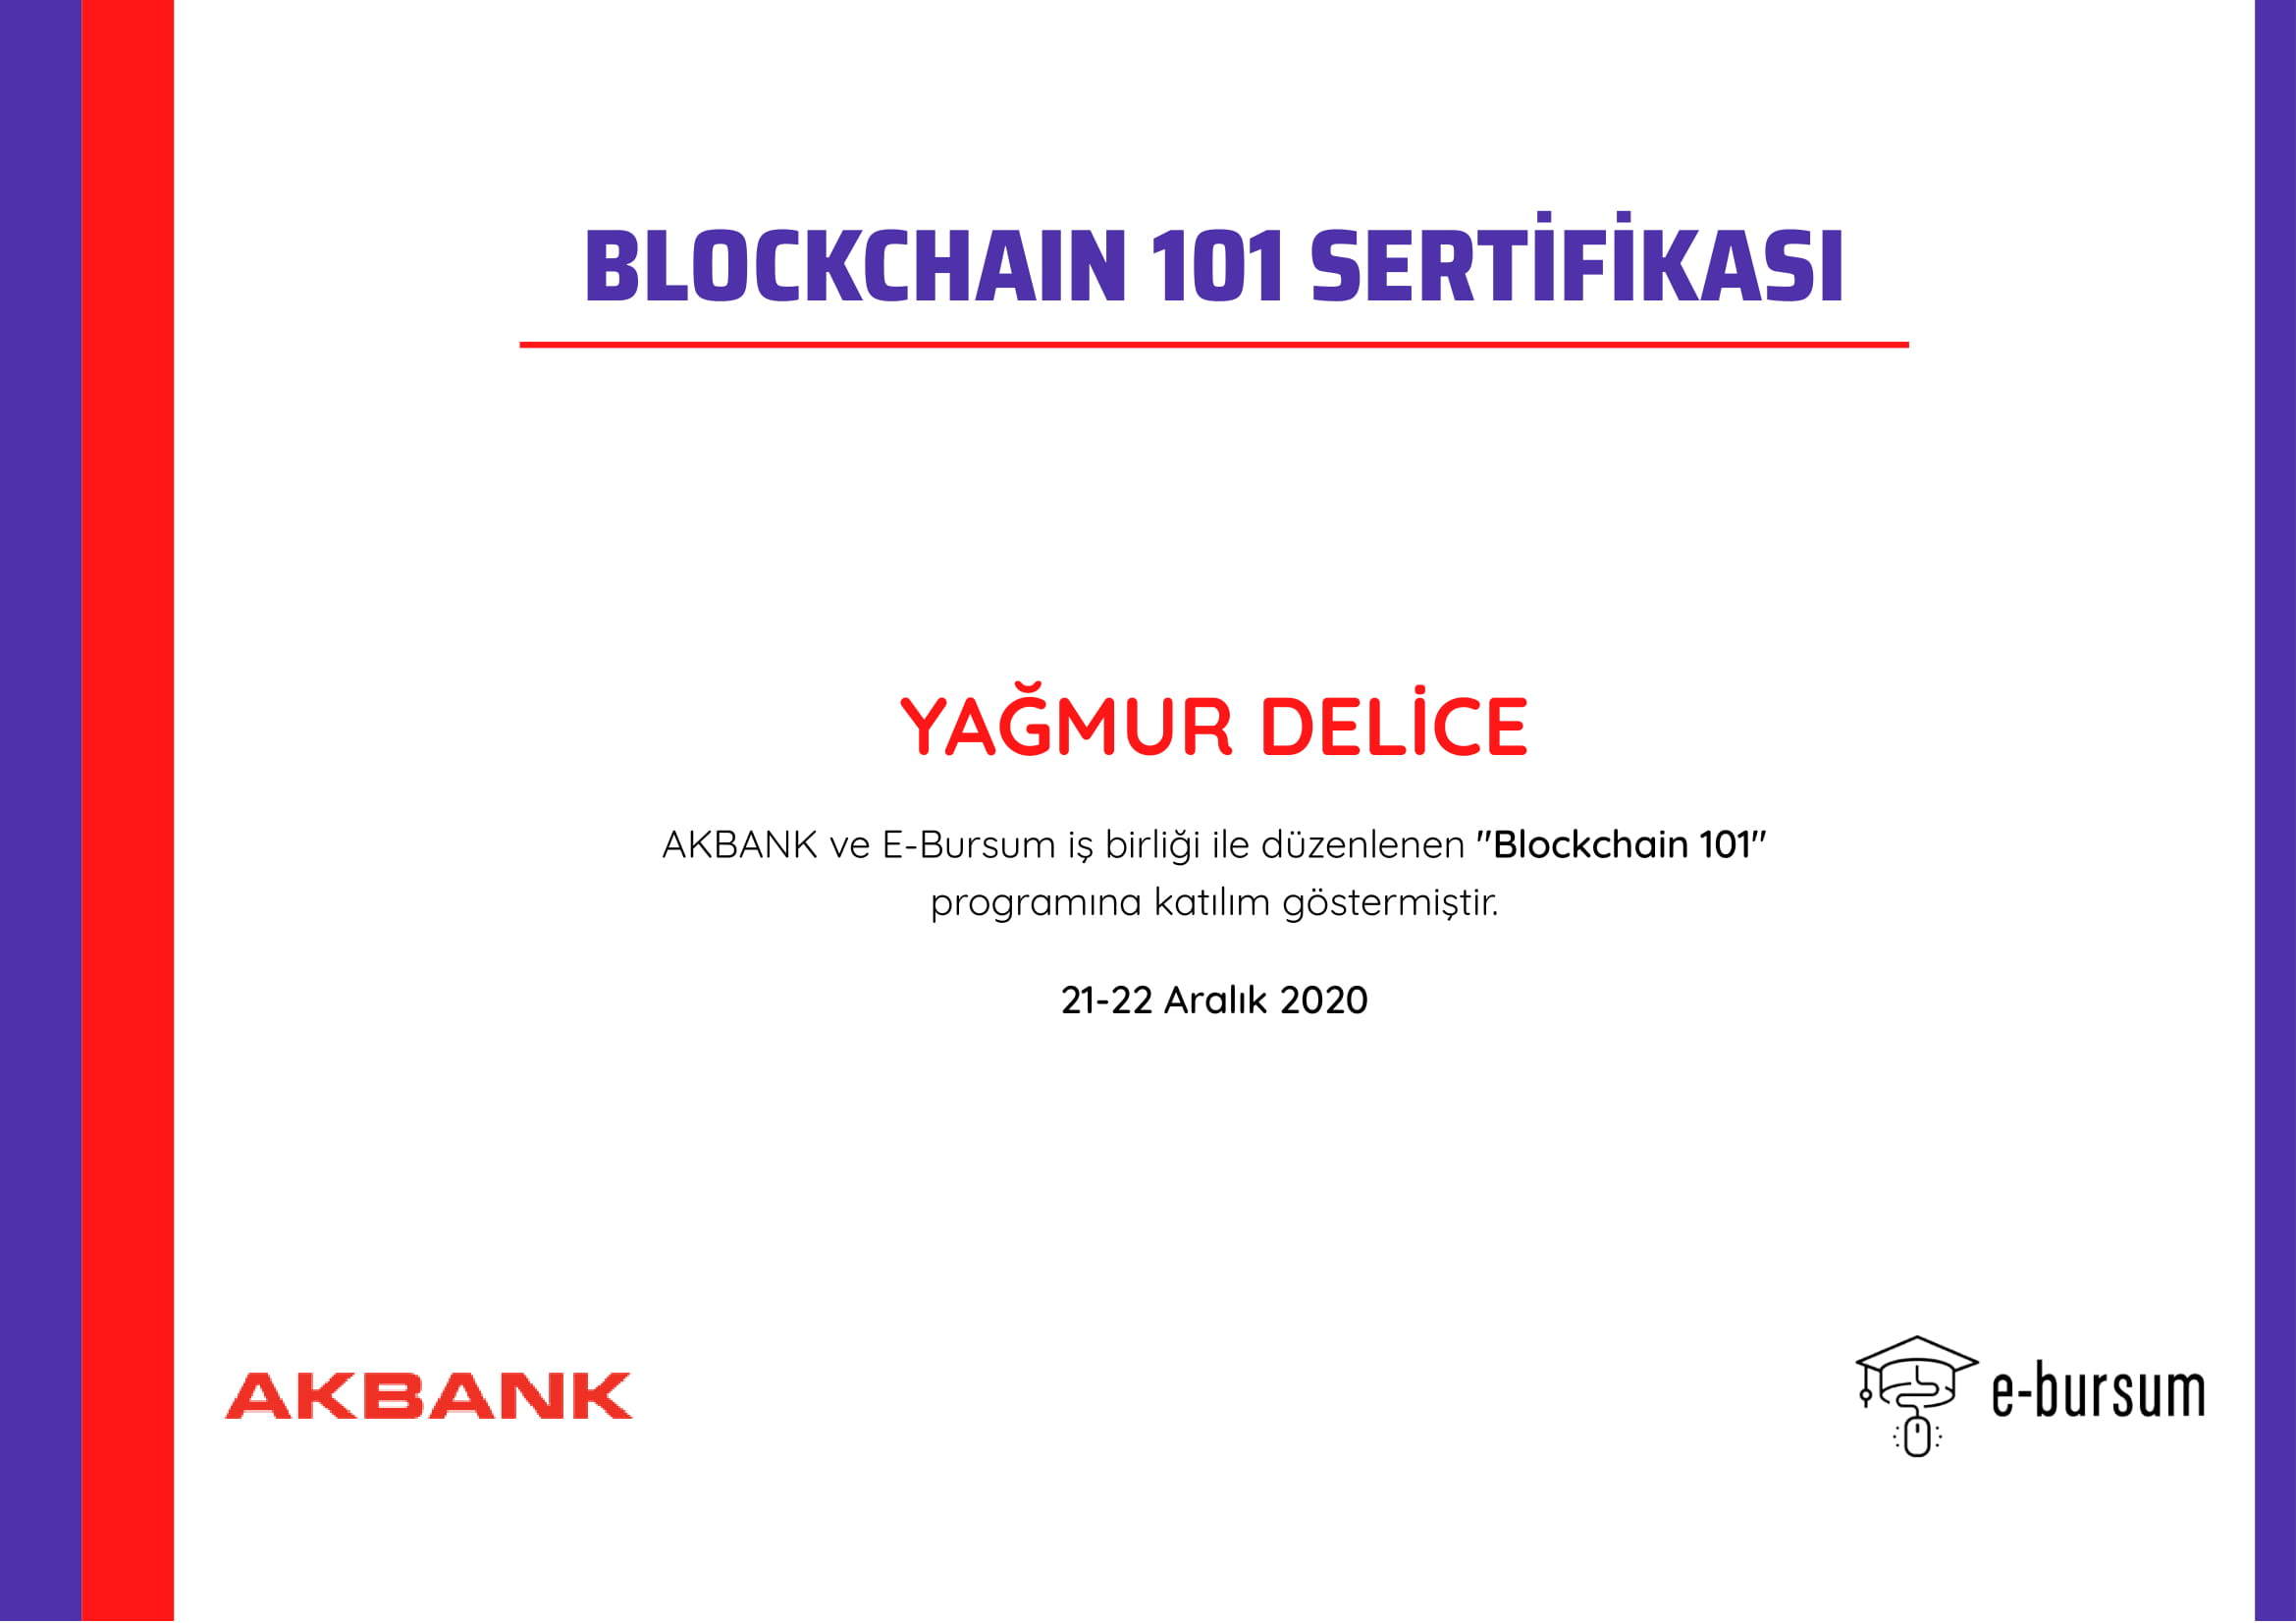 BLOCKCHAIN 101 SERTİFİKASI
YAĞMUR DELİCE
AKBANK ve E-Bursum iş birliği ile düzenlenen "Blockchain 101"
programına katılım göstermiştir.
21-22 Aralık 2020
AKBANK
e-bursum